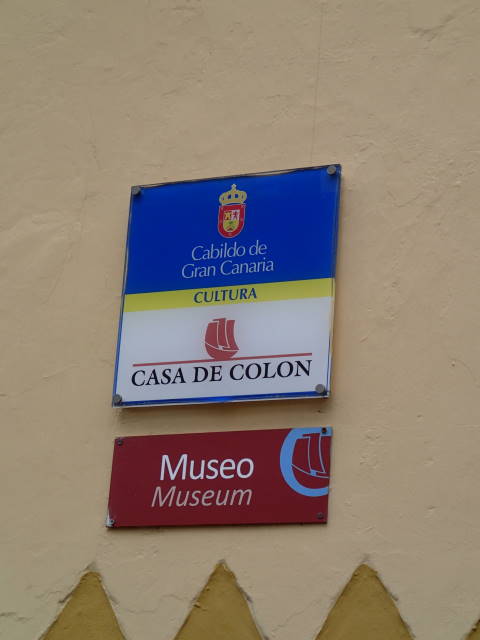 Cabildo de
Gran Canaria
CULTURA
CASA DE COLON
Museo
Museum